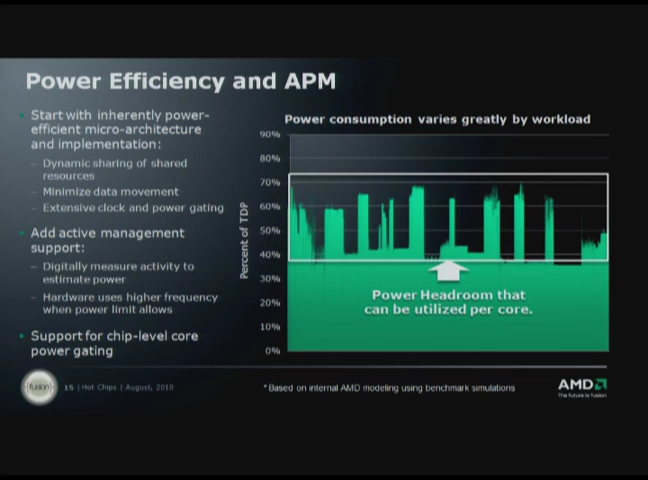 Power Efficiency and APM
Start with inherently power-
efficient micro-architecture
and implementation:
– Dynamic sharing of shared
resources
– Minimize data movement
– Extensive clock and power gating
Add active management
support:
– Digitally measure activity to
estimate power
– Hardware uses higher frequency
when power limit allows
Support for chip-level core
power gating
Power consumption varies greatly by workload
Percent of TDP
90%
80%
70%
60%
50%
40%
30%
20%
10%
0%
Power Headroom that
can be utilized per core.
fusion
15 | Hot Chips | August, 2010
* Based on internal AMD modeling using benchmark simulations
AMD
The future is fusion